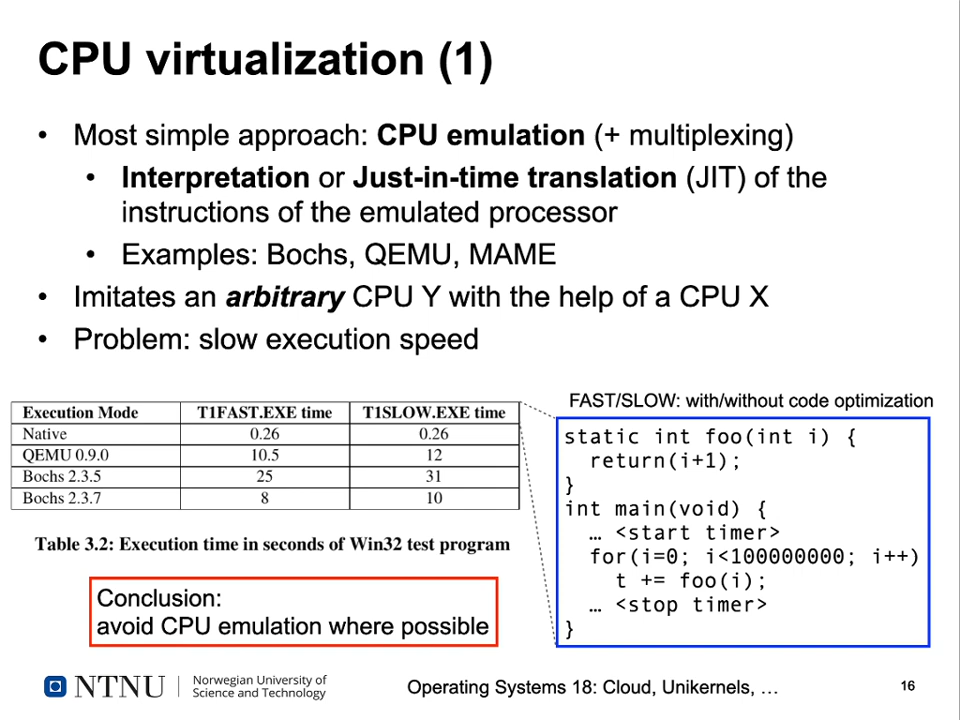 CPU virtualization (1)
• Most simple approach: CPU emulation (+ multiplexing)
• Interpretation or Just-in-time translation (JIT) of the
instructions of the emulated processor
• Examples: Bochs, QEMU, MAME
• Imitates an arbitrary CPU Y with the help of a CPU X
• Problem: slow execution speed
Execution Mode T1FAST.EXE time T1SLOW.EXE time
Native 0.26 0.26
QEMU 0.9.0 10.5 12
Bochs 2.3.5 25 31
Bochs 2.3.7 8 10
Table 3.2: Execution time in seconds of Win32 test program
Conclusion:
avoid CPU emulation where possible
FAST/SLOW: with/without code optimization
static int foo(int i) {
return(i+1);
}
int main(void) {
… <start timer>
for(i=0; i<100000000; i++)
t += foo(i);
… <stop timer>
}
NTNU
Norwegian University of
Science and Technology
Operating Systems 18: Cloud, Unikernels, …
16